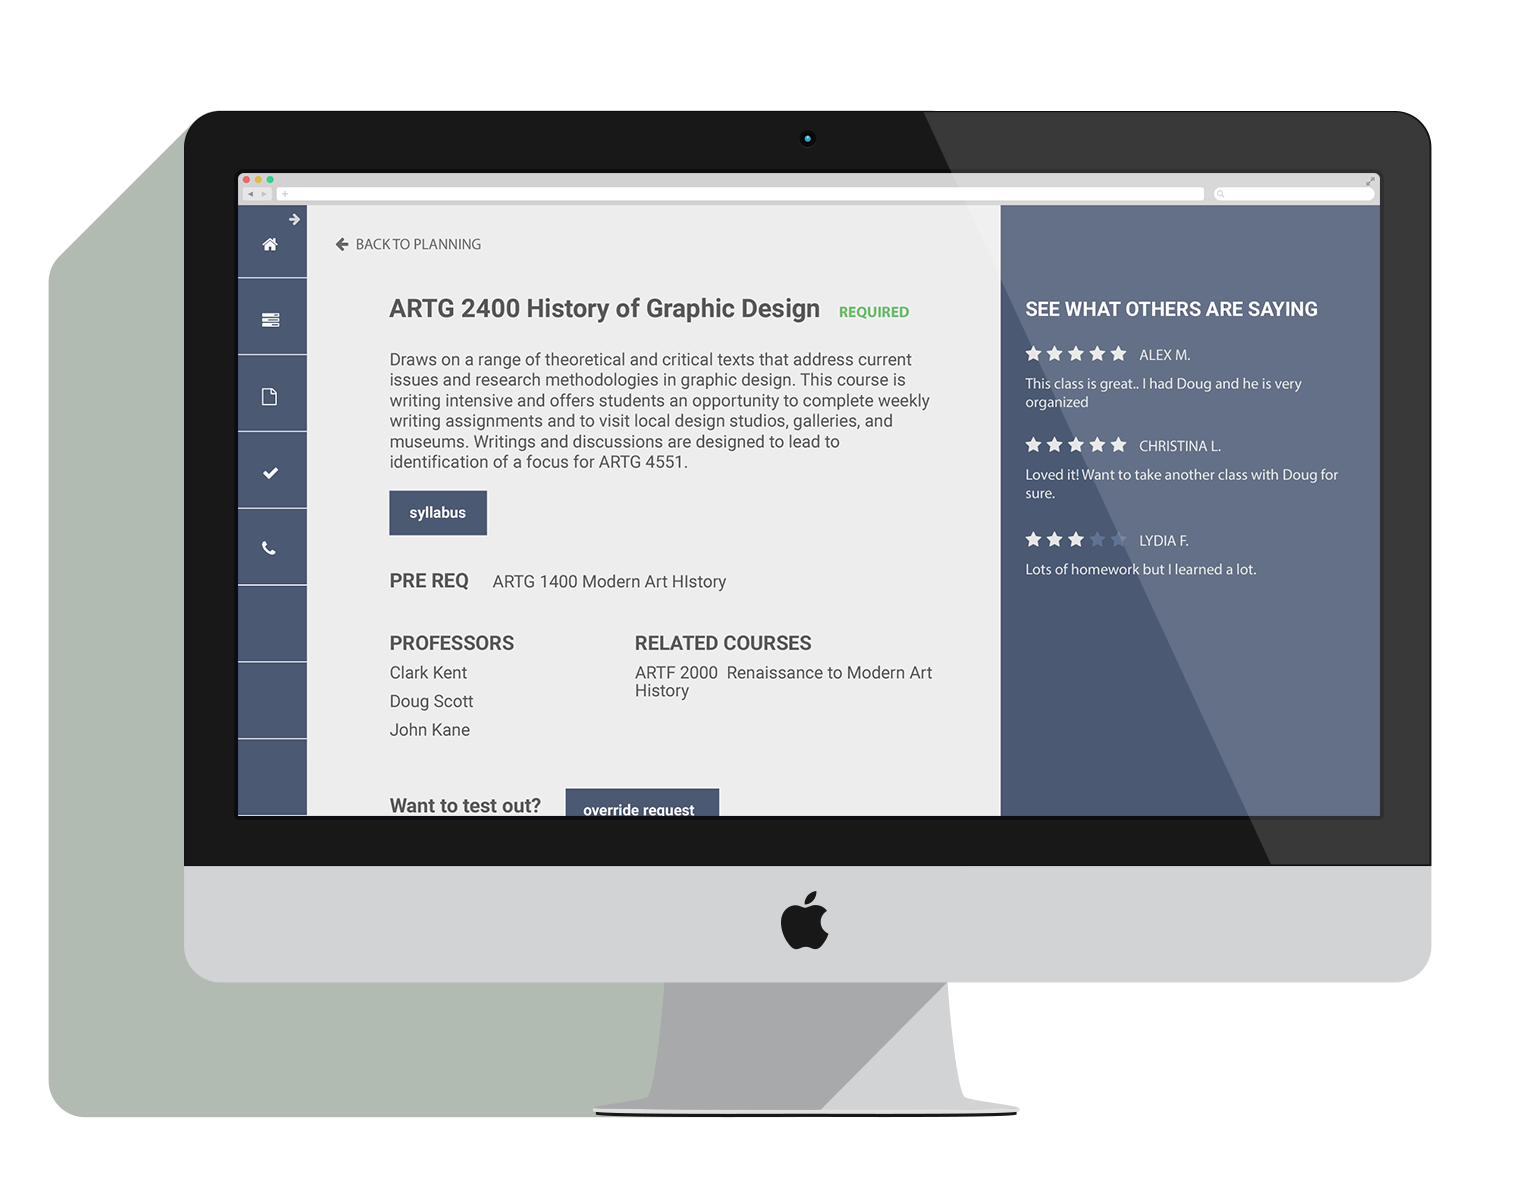 BACK TO PLANNING
ARTG 2400 History of Graphic Design REQUIRED
Draws on a range of theoretical and critical texts that address current
issues and research methodologies in graphic design. This course is
writing intensive and offers students an opportunity to complete weekly
writing assignments and to visit local design studios, galleries, and
museums. Writings and discussions are designed to lead to
identification of a focus for ARTG 4551.
syllabus
PRE REQ ARTG 1400 Modern Art HIstory
PROFESSORS
Clark Kent
Doug Scott
John Kane
RELATED COURSES
ARTF 2000 Renaissance to Modern Art
History
Want to test out? override request
SEE WHAT OTHERS ARE SAYING
ALEX M.
This class is great.. I had Doug and he is very
organized
CHRISTINA L.
Loved it! Want to take another class with Doug for
sure.
LYDIA F.
Lots of homework but I learned a lot.